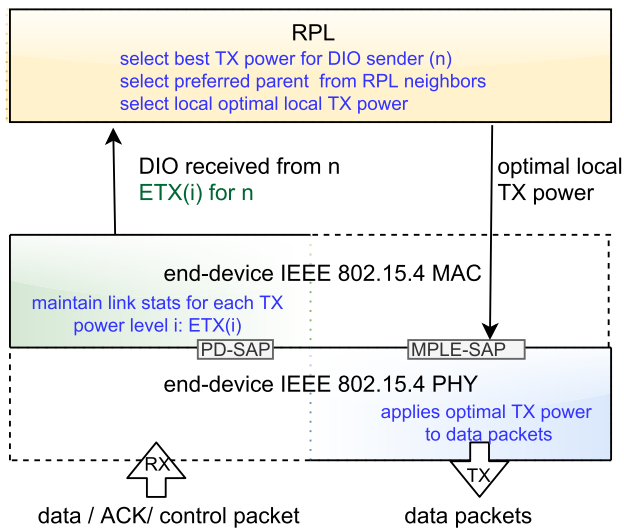 RPL
select best TX power for DIO sender (n)
select preferred parent from RPL neighbors
select local optimal local TX power
DIO received from n
ETX(i) for n
optimal local
TX power
end-device IEEE 802.15.4 MAC
maintain link stats for each TX
power level i: ETX(i)
PD-SAP
MPLE-SAP
end-device IEEE 802.15.4 PHY
applies optimal TX power
to data packets
RX
TX
data / ACK/ control packet
data packets